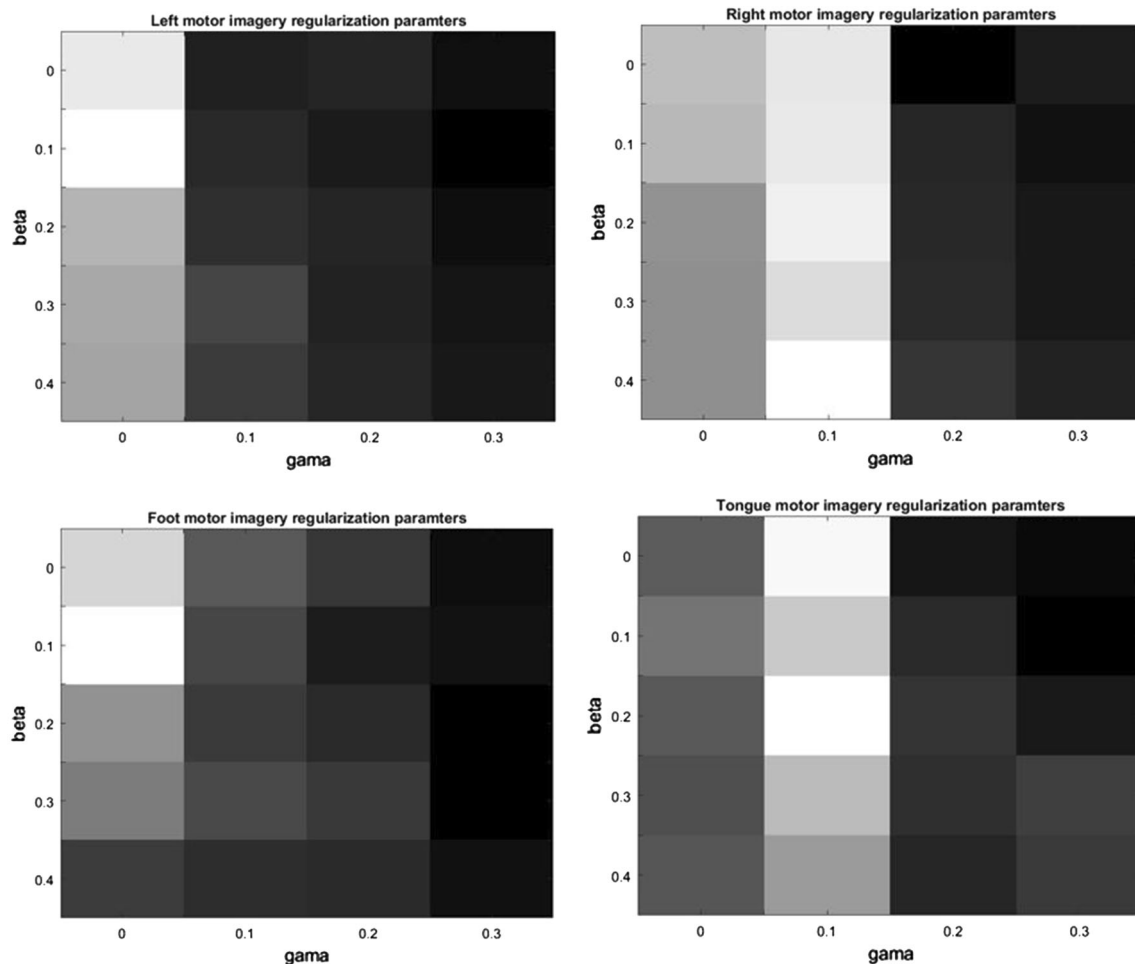 Left motor imagery regularization paramters
0
0.1
0.2
0.3
0.4
beta
0 0.1 0.2 0.3
gama
Right motor imagery regularization paramters
0
0.1
0.2
0.3
0.4
beta
0 0.1 0.2 0.3
gama
Foot motor imagery regularization paramters
0
0.1
0.2
0.3
0.4
beta
0 0.1 0.2 0.3
gama
Tongue motor imagery regularization paramters
0
0.1
0.2
0.3
0.4
beta
0 0.1 0.2 0.3
gama